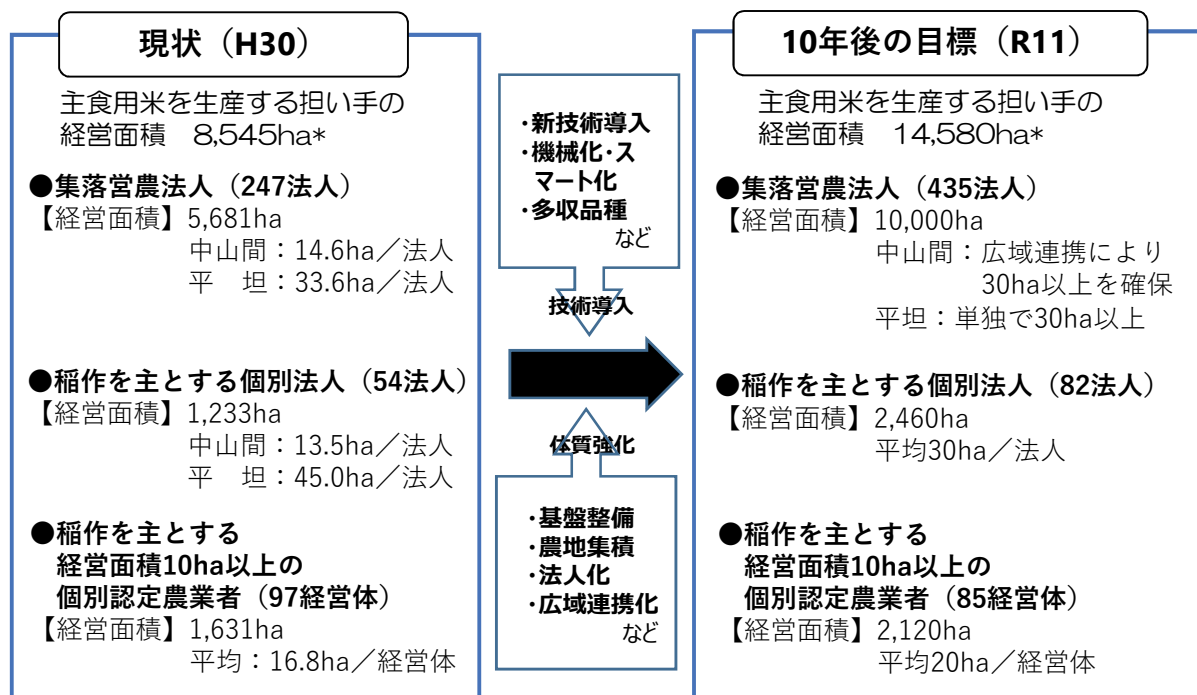 現状（H30）
主食用米を生産する担い手の
経営面積　8,545ha*
●集落営農法人（247法人）
【経営面積】5,681ha
中山間：14.6ha／法人
平　坦：33.6ha／法人
●稲作を主とする個別法人（54法人）
【経営面積】1,233ha
中山間：13.5ha／法人
平　坦：45.0ha／法人
●稲作を主とする
経営面積10ha以上の
個別認定農業者（97経営体）
【経営面積】1,631ha
平均：16.8ha／経営体
・新技術導入
・機械化・ス
マート化
・多収品種
など
技術導入
体質強化
・基盤整備
・農地集積
・法人化
・広域連携化
など
10年後の目標（R11）
主食用米を生産する担い手の
経営面積　14,580ha*
●集落営農法人（435法人）
【経営面積】10,000ha
中山間：広域連携により
30ha以上を確保
平坦：単独で30ha以上
●稲作を主とする個別法人（82法人）
【経営面積】2,460ha
平均30ha／法人
●稲作を主とする
経営面積10ha以上の
個別認定農業者（85経営体）
【経営面積】2,120ha
平均20ha／経営体